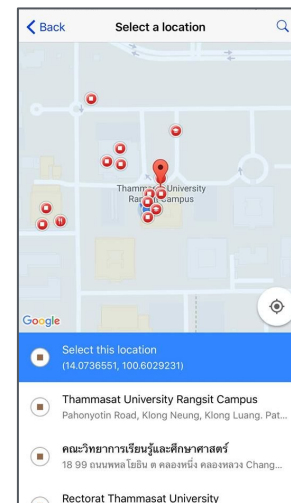 Back
Select a location
Thammasat University
Rangsit Campus
Google
Select this location
(14.0736551, 100.6029231)
Thammasat University Rangsit Campus
Pahonyotin Road, Klong Neung, Klong Luang. Pat...
คณะวิทยาการเรียนรู้และศึกษาศาสตร์
18 99 ถนนพหลโยธิน ต คลองหนึ่ง คลองหลวง Chang...
Rectorat Thammasat University